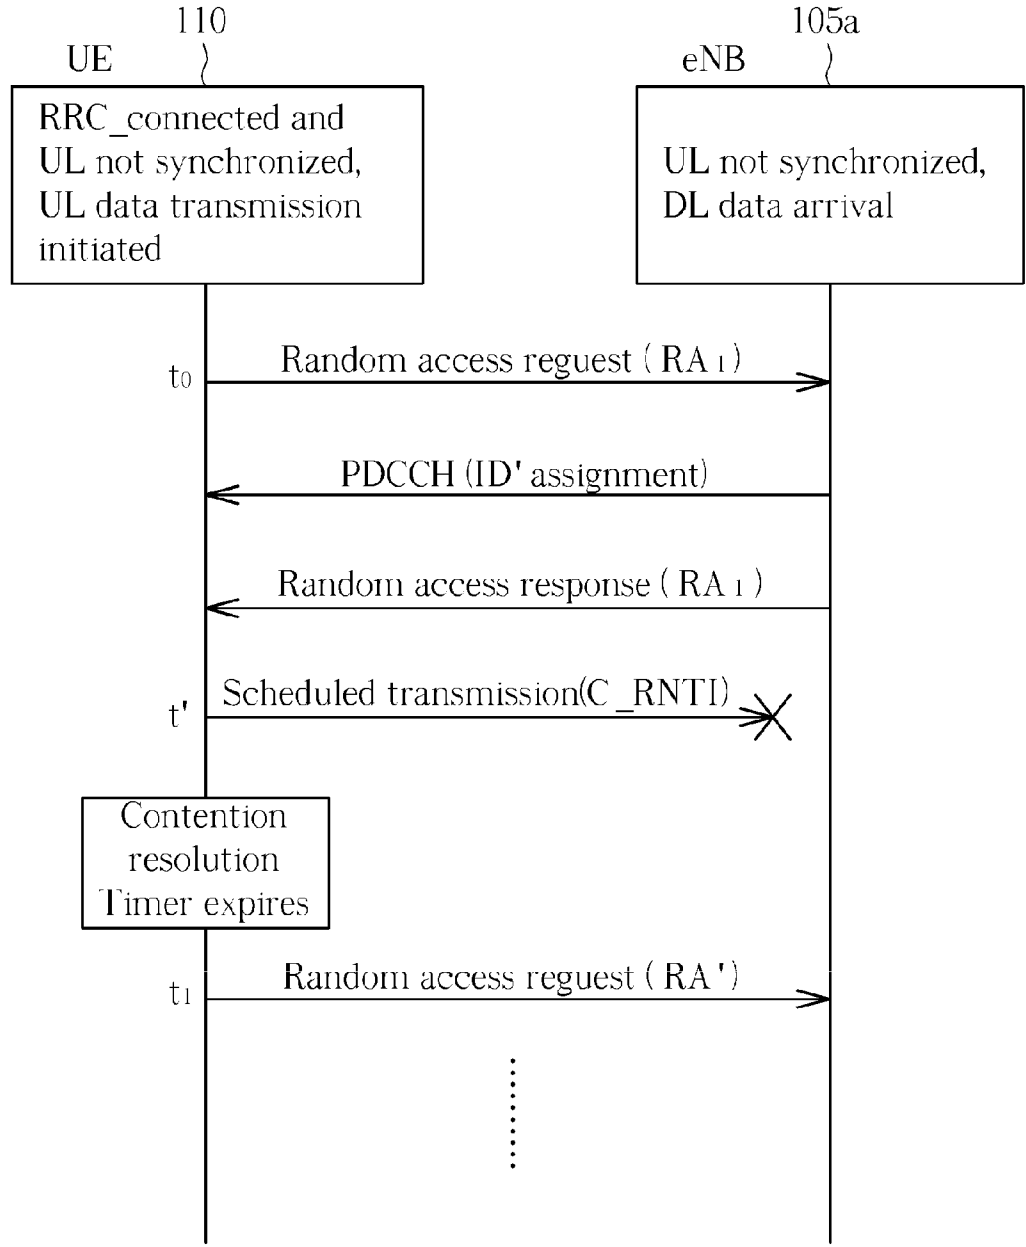 110
105a
UE
eNB
RRC_connected and
UL not synchronized,
UL data transmission
initiated
UL not synchronized,
DL data arrival
Random access reguest ( RA 1 )
t0
PDCCH (ID' assignment)
Random access response ( RA 1 )
Scheduled transmission(C_RNTI)
t'
Contention
resolution
Timer expires
Random access reguest ( RA' )
t1